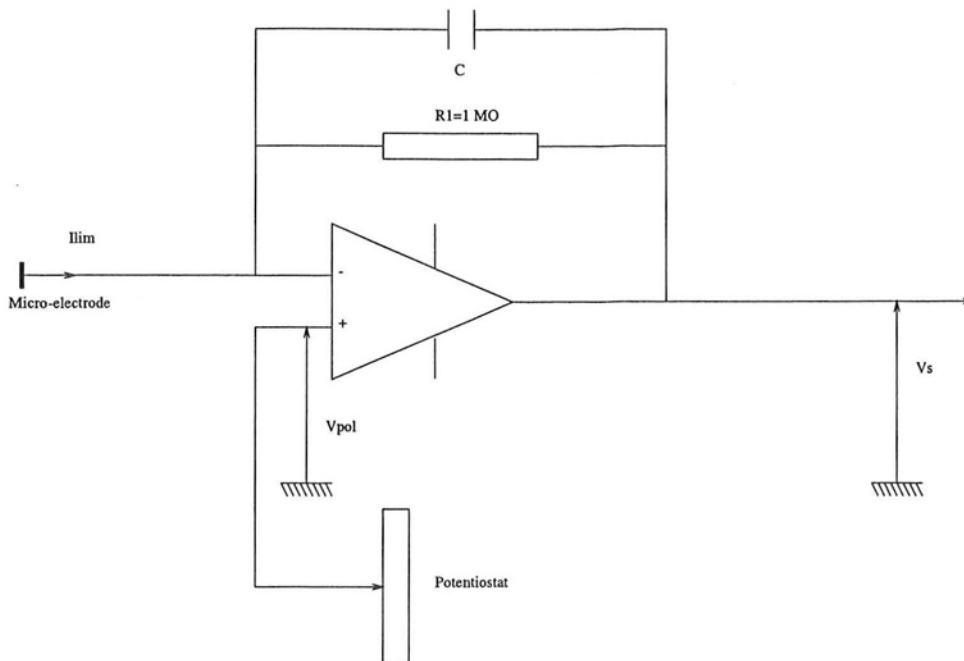 C
R1=1 MO
Ilim
-
Micro-electrode
+
Vpol
Vs
Potentiostat